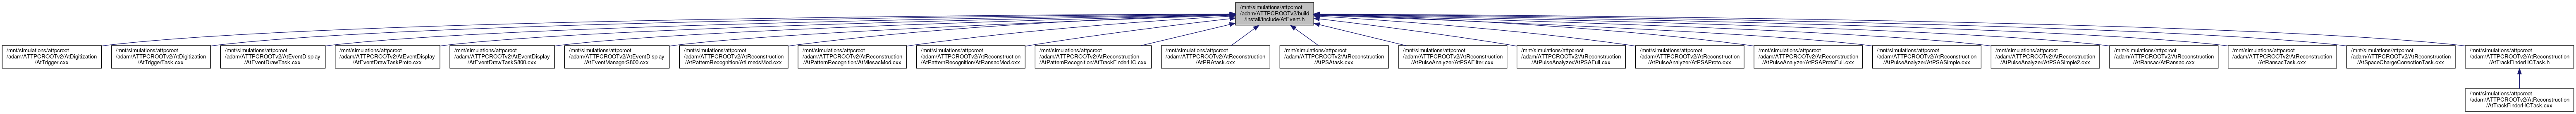 /mnt/simulations/attpcroot
/adam/ATTPCROOTv2/build
/install/include/AtEvent.h
/mnt/simulations/attpcroot
/adam/ATTPCROOTv2/AtDigitization
/AtTrigger.cxx
/mnt/simulations/attpcroot
/adam/ATTPCROOTv2/AtDigitization
/AtTriggerTask.cxx
/mnt/simulations/attpcroot
/adam/ATTPCROOTv2/AtEventDisplay
/AtEventDrawTask.cxx
/mnt/simulations/attpcroot
/adam/ATTPCROOTv2/AtEventDisplay
/AtEventDrawTaskProto.cxx
/mnt/simulations/attpcroot
/adam/ATTPCROOTv2/AtEventDisplay
/AtEventDrawTaskS800.cxx
/mnt/simulations/attpcroot
/adam/ATTPCROOTv2/AtEventDisplay
/AtEventManagerS800.cxx
/mnt/simulations/attpcroot
/adam/ATTPCROOTv2/AtReconstruction
/AtPatternRecognition/AtLmedsMod.cxx
/mnt/simulations/attpcroot
/adam/ATTPCROOTv2/AtReconstruction
/AtPatternRecognition/AtMlesacMod.cxx
/mnt/simulations/attpcroot
/adam/ATTPCROOTv2/AtReconstruction
/AtPatternRecognition/AtRansacMod.cxx
/mnt/simulations/attpcroot
/adam/ATTPCROOTv2/AtReconstruction
/AtPatternRecognition/AtTrackFinderHC.cxx
/mnt/simulations/attpcroot
/adam/ATTPCROOTv2/AtReconstruction
/AtPRAtask.cxx
/mnt/simulations/attpcroot
/adam/ATTPCROOTv2/AtReconstruction
/AtPSAtask.cxx
/mnt/simulations/attpcroot
/adam/ATTPCROOTv2/AtReconstruction
/AtPulseAnalyzer/AtPSAFilter.cxx
/mnt/simulations/attpcroot
/adam/ATTPCROOTv2/AtReconstruction
/AtPulseAnalyzer/AtPSAFull.cxx
/mnt/simulations/attpcroot
/adam/ATTPCROOTv2/AtReconstruction
/AtPulseAnalyzer/AtPSAProto.cxx
/mnt/simulations/attpcroot
/adam/ATTPCROOTv2/AtReconstruction
/AtPulseAnalyzer/AtPSAProtoFull.cxx
/mnt/simulations/attpcroot
/adam/ATTPCROOTv2/AtReconstruction
/AtPulseAnalyzer/AtPSASimple.cxx
/mnt/simulations/attpcroot
/adam/ATTPCROOTv2/AtReconstruction
/AtPulseAnalyzer/AtPSASimple2.cxx
/mnt/simulations/attpcroot
/adam/ATTPCROOTv2/AtReconstruction
/AtRansac/AtRansac.cxx
/mnt/simulations/attpcroot
/adam/ATTPCROOTv2/AtReconstruction
/AtRansacTask.cxx
/mnt/simulations/attpcroot
/adam/ATTPCROOTv2/AtReconstruction
/AtSpaceChargeCorrectionTask.cxx
/mnt/simulations/attpcroot
/adam/ATTPCROOTv2/AtReconstruction
/AtTrackFinderHCTask.h
/mnt/simulations/attpcroot
/adam/ATTPCROOTv2/AtReconstruction
/AtTrackFinderHCTask.cxx